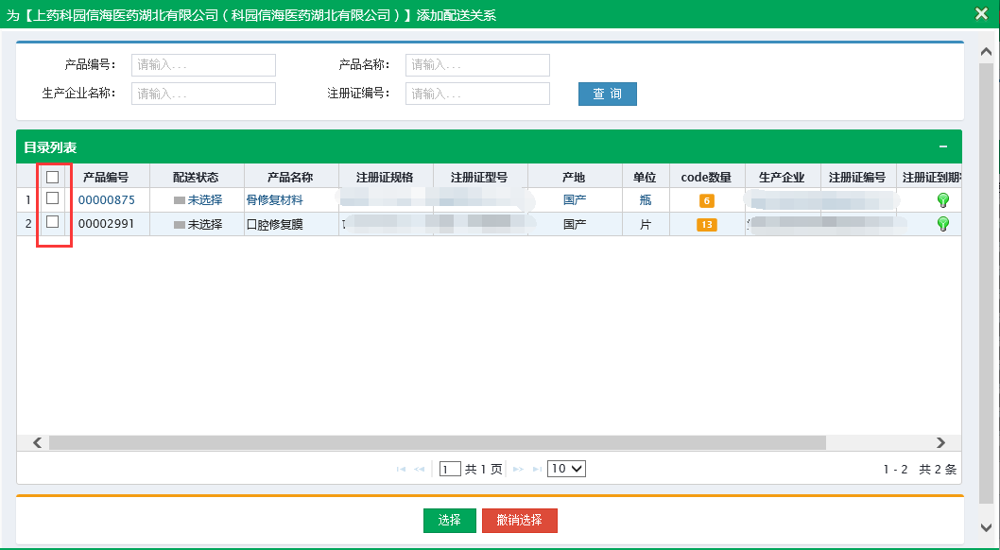 为【上药科园信海医药湖北有限公司（科园信海医药湖北有限公司）】添加配送关系
产品编号： 请输入... 产品名称： 请输入...
生产企业名称： 请输入... 注册证编号： 请输入... 查 询
目录列表
产品编号 配送状态 产品名称 注册证规格 注册证型号 产地 单位 code数量 生产企业 注册证编号 注册证到期
1 00000875 未选择 骨修复材料 国产 瓶 6
2 00002991 未选择 口腔修复膜 国产 片 13
1 共 1 页 10 1 - 2 共 2 条
选择 撤销选择